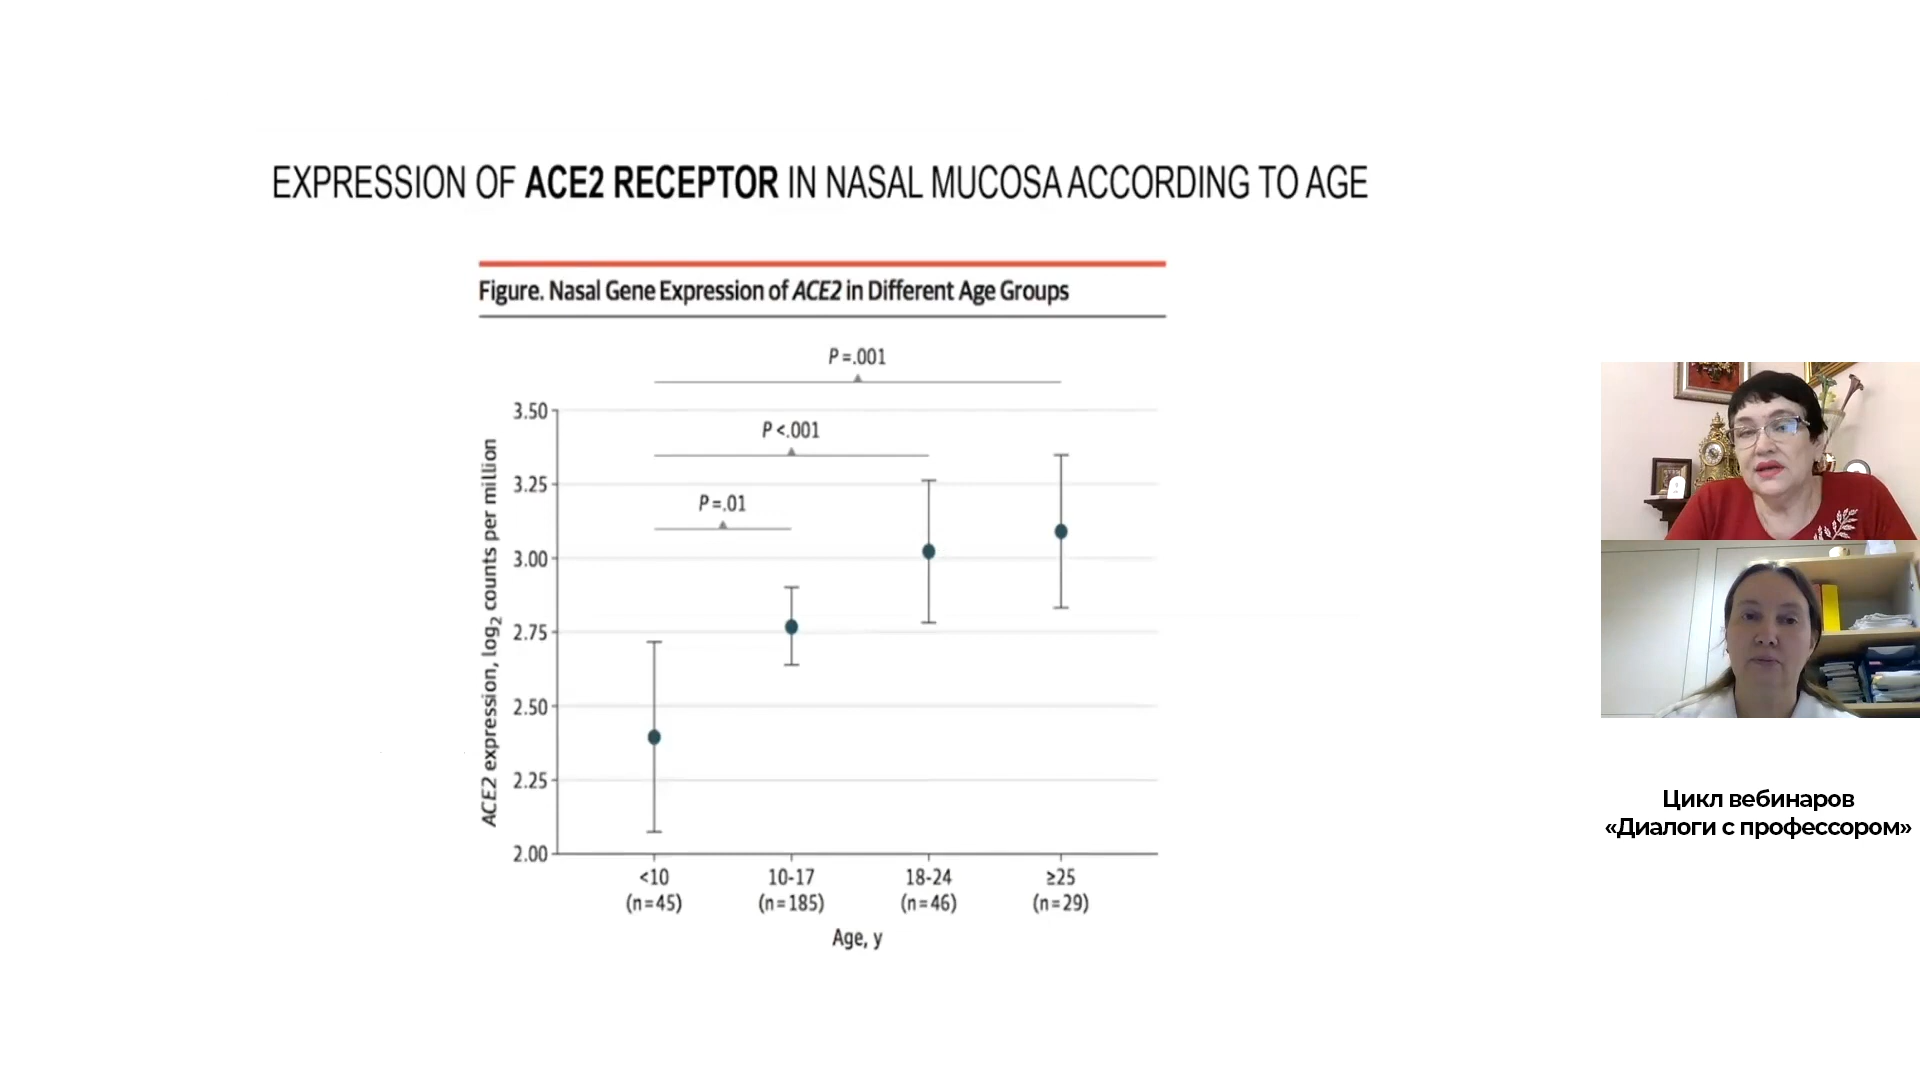 EXPRESSION OF ACE2 RECEPTOR IN NASAL MUCOSA ACCORDING TO AGE
Figure. Nasal Gene Expression of ACE2 in Different Age Groups
P=.001
P<.001
P=.01
ACE2 expression, log2 counts per million
3.50
3.25
3.00
2.75
2.50
2.25
2.00
<10 10-17 18-24 ≥25
(n=45) (n=185) (n=46) (n=29)
Age, y
Цикл вебинаров
«Диалоги с профессором»